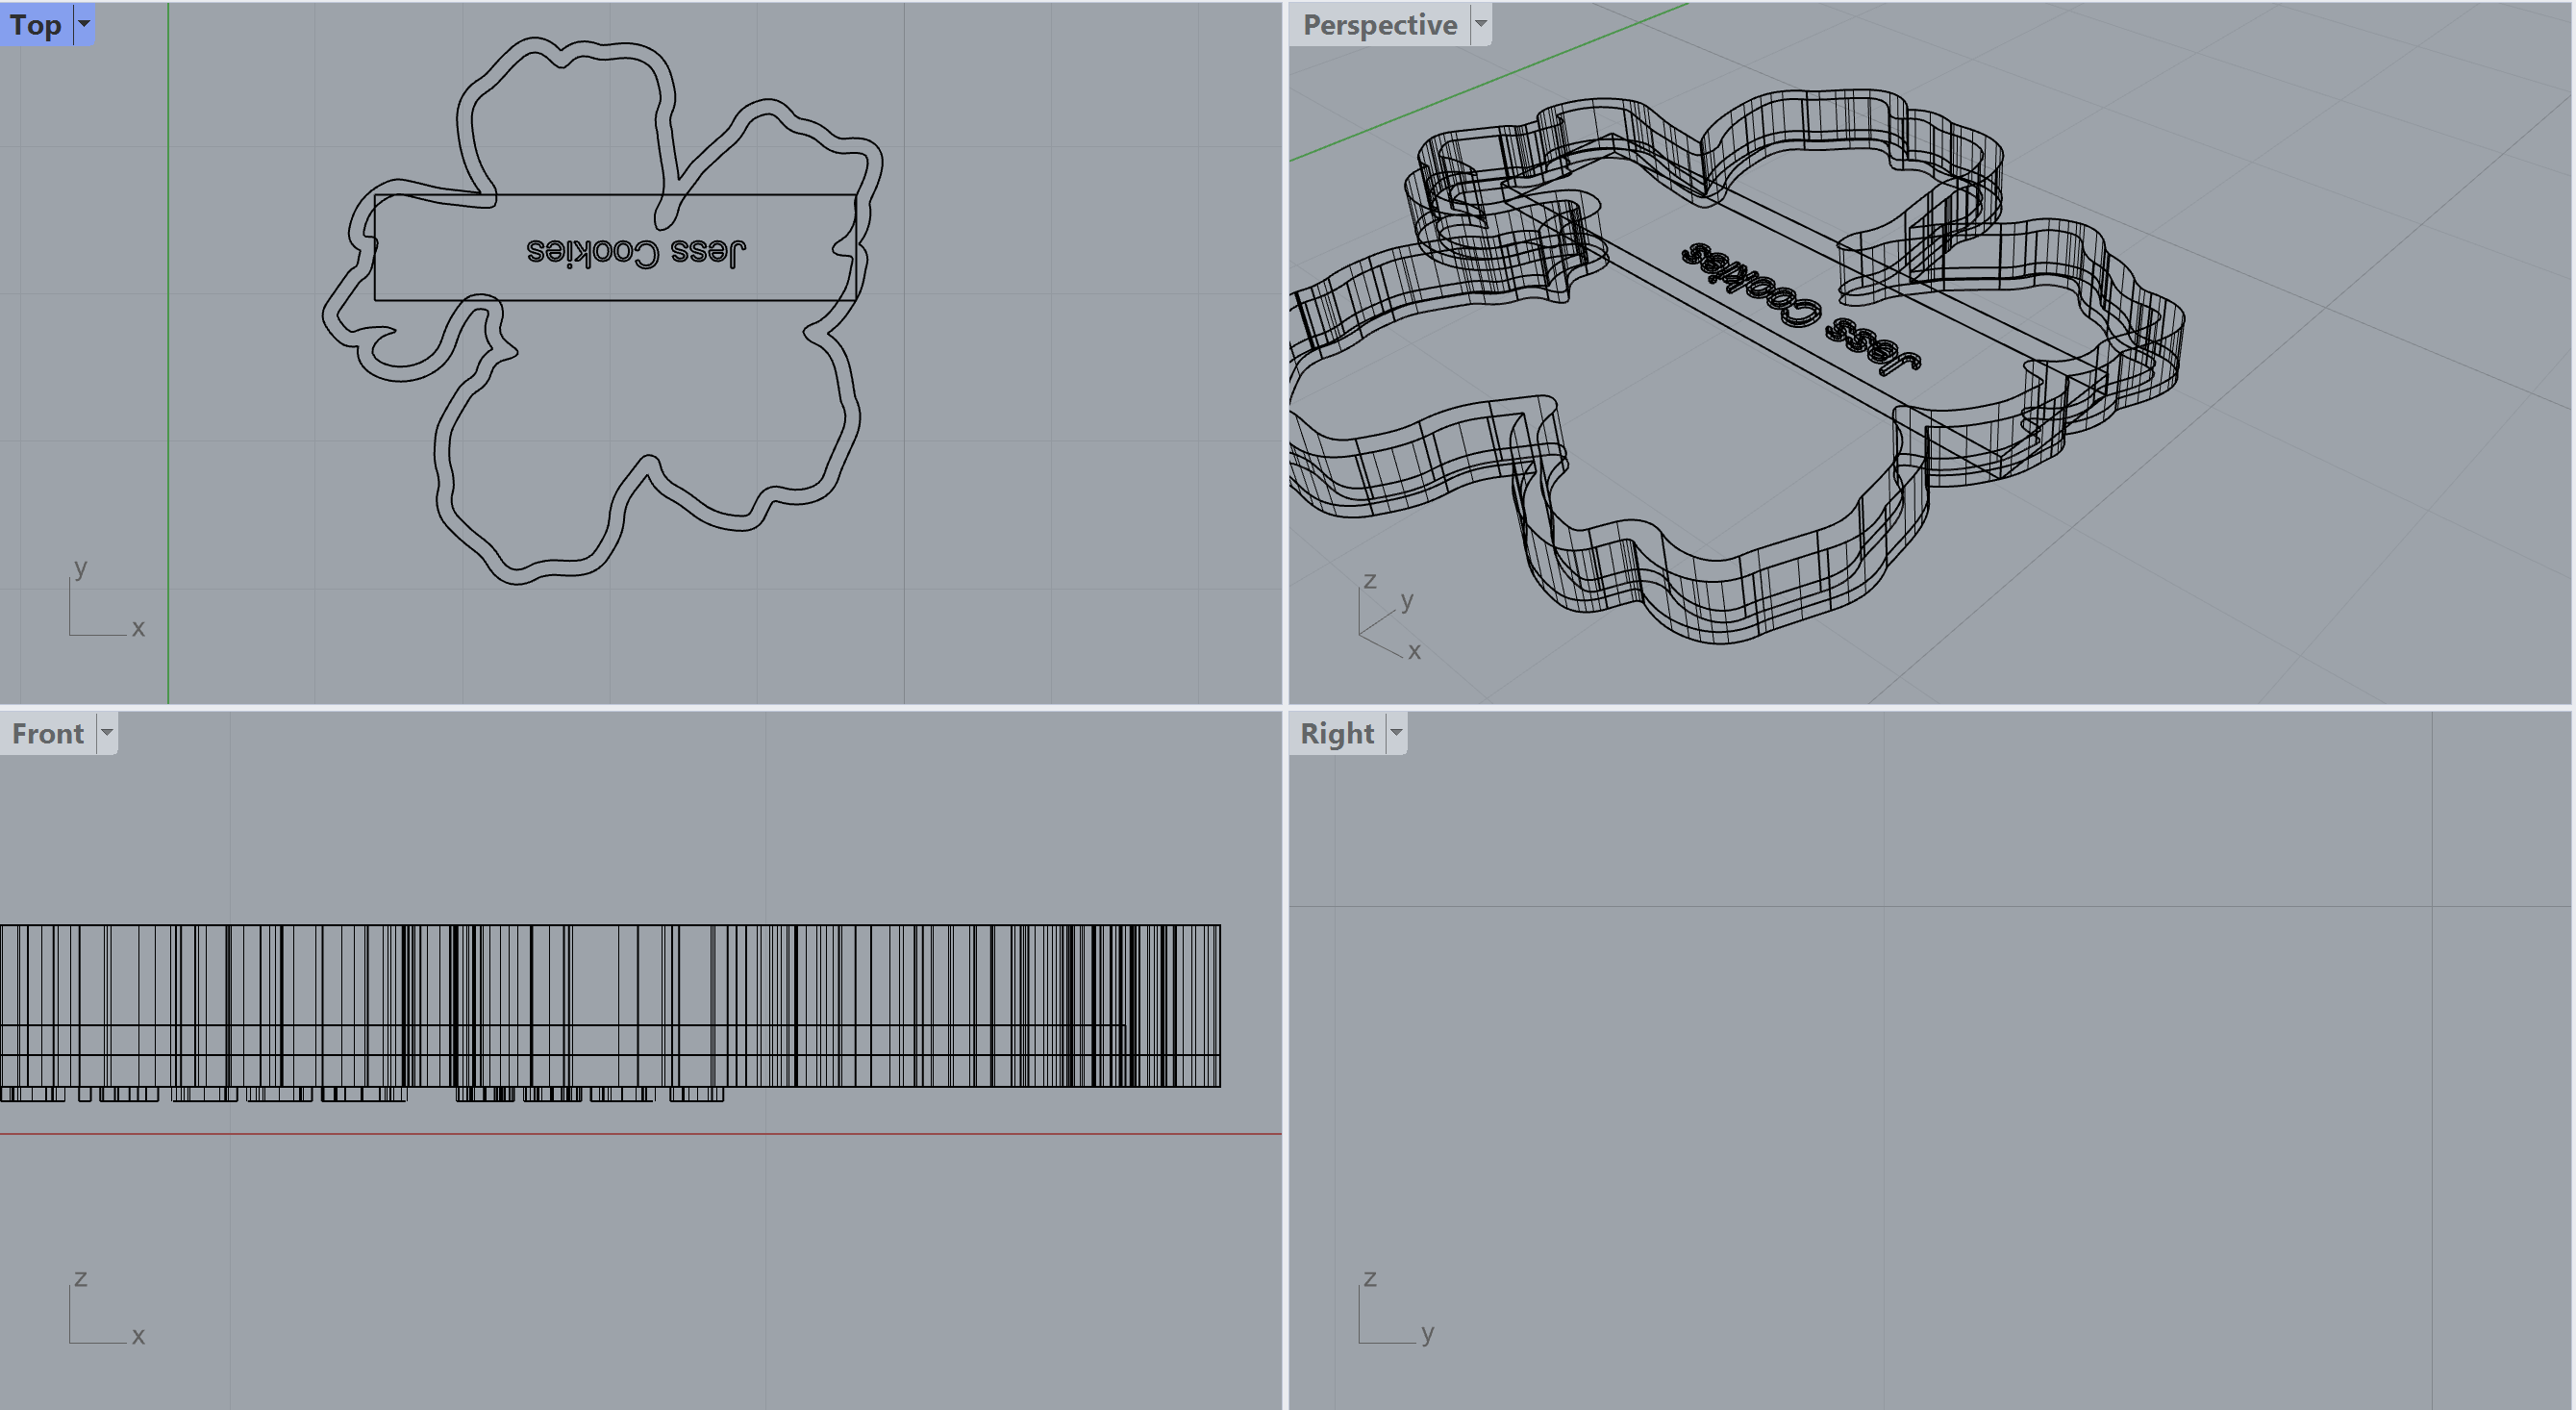 Top
Perspective
Jess Cookies
Jess Cookies
y
x
z
y
x
Front
Right
z
x
z
y